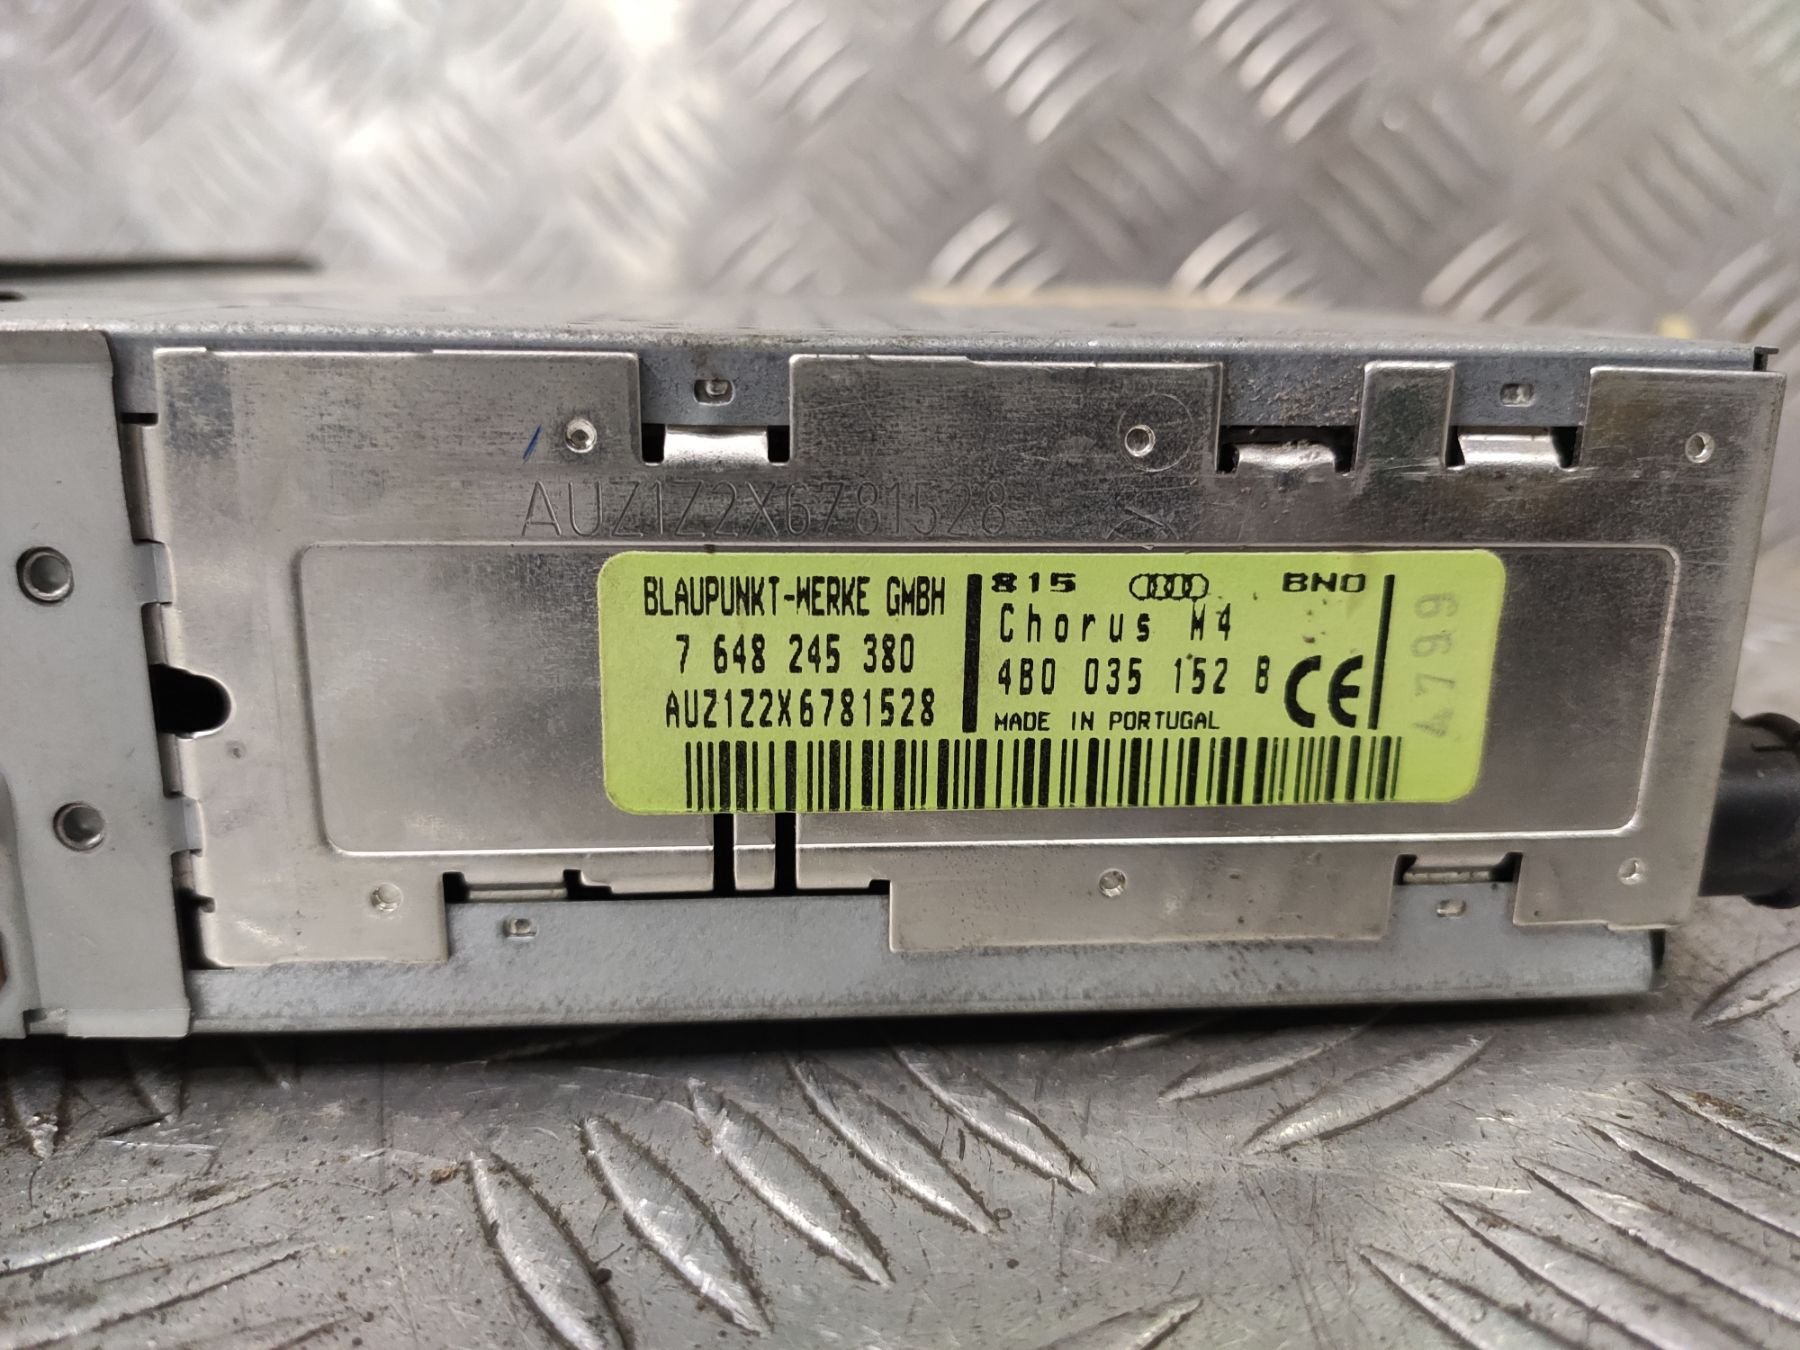 AUZ1Z2X6781528
BLAUPUNKT-WERKE GMBH
7 648 245 380
AUZ1Z2X6781528
815 BNO
Chorus M4
4B0 035 152 B CE
MADE IN PORTUGAL
4799